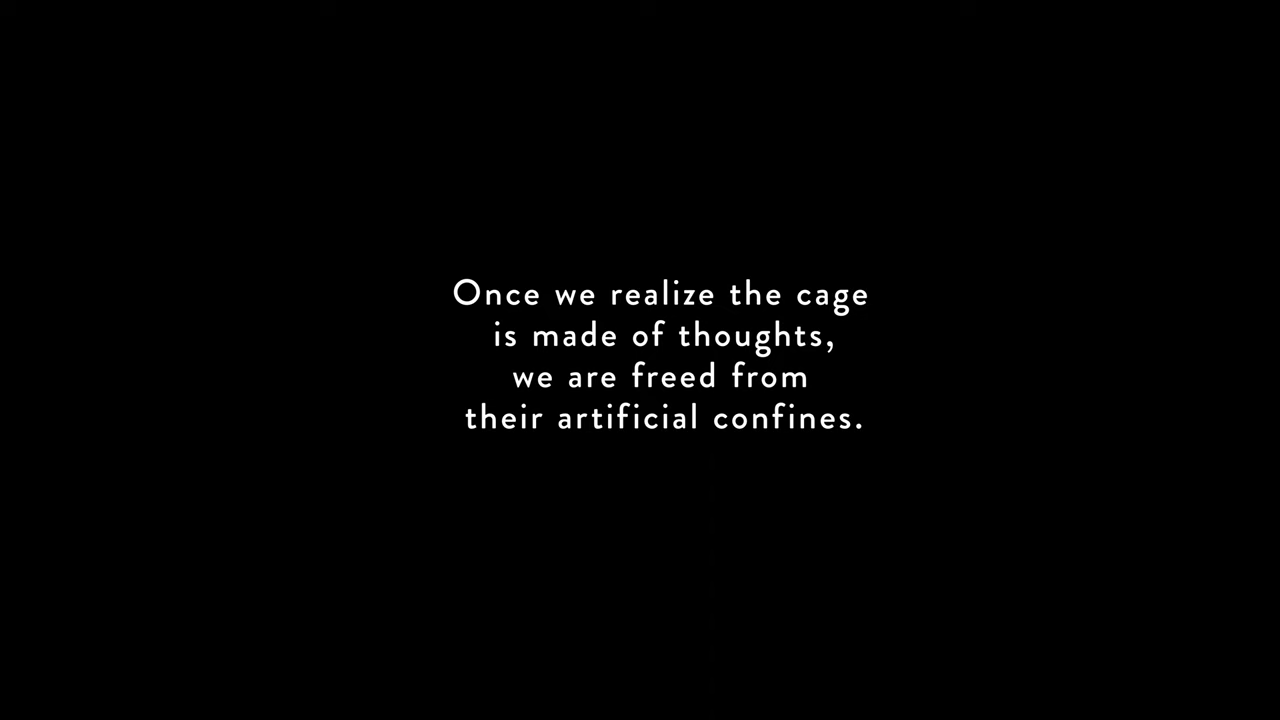 Once we realize the cage
is made of thoughts,
we are freed from
their artificial confines.